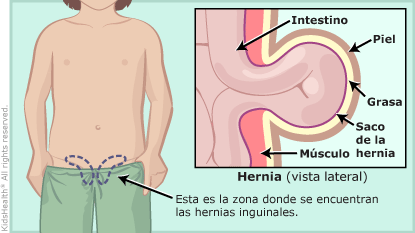 Intestino
Piel
Grasa
Saco
de la
hernia
Músculo
Hernia (vista lateral)
Esta es la zona donde se encuentran
las hernias inguinales.
KidsHealth® All rights reserved.